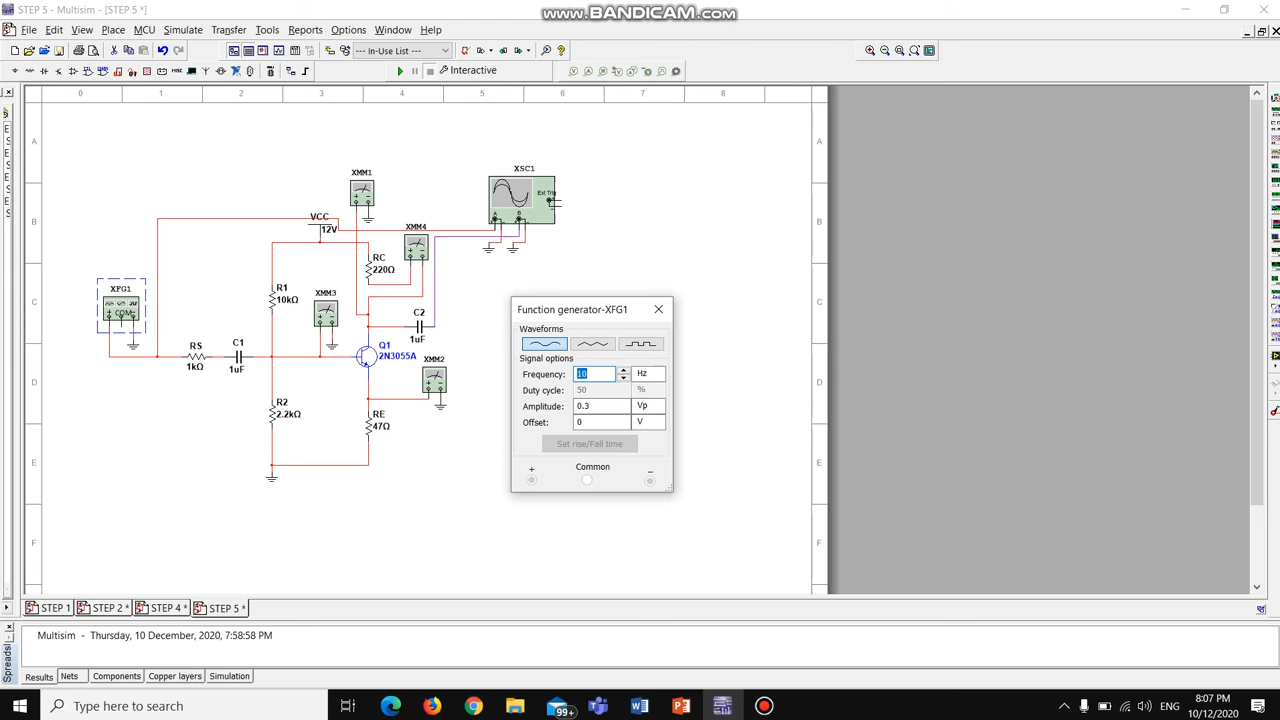 www.BANDICAM.com
STEP 5 - Multisim - [STEP 5 *]
File Edit View Place MCU Simulate Transfer Tools Reports Options Window Help
--- In-Use List ---
Interactive
0 1 2 3 4 5 6 7 8
A A
B B
C C
D D
E E
F F
XSC1
Ext Trig
A B
XMM1
VCC
12V
XMM4
RC
220Ω
XFG1
COM
R1
10kΩ
XMM3
C2
1uF
RS
1kΩ
C1
1uF
Q1
2N3055A
XMM2
R2
2.2kΩ
RE
47Ω
Function generator-XFG1
Waveforms
Signal options
Frequency: 10 Hz
Duty cycle: 50 %
Amplitude: 0.3 Vp
Offset: 0 V
Set rise/Fall time
+ Common −
STEP 1 STEP 2 * STEP 4 * STEP 5 *
Multisim - Thursday, 10 December, 2020, 7:58:58 PM
Results Nets Components Copper layers Simulation
Type here to search
99+
ENG
8:07 PM
10/12/2020